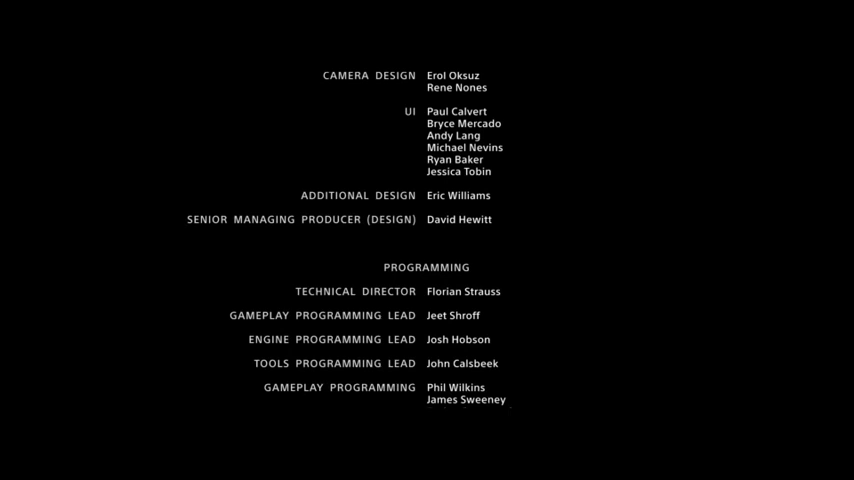 CAMERA DESIGN Erol Oksuz
Rene Nones
UI Paul Calvert
Bryce Mercado
Andy Lang
Michael Nevins
Ryan Baker
Jessica Tobin
ADDITIONAL DESIGN Eric Williams
SENIOR MANAGING PRODUCER (DESIGN) David Hewitt
PROGRAMMING
TECHNICAL DIRECTOR Florian Strauss
GAMEPLAY PROGRAMMING LEAD Jeet Shroff
ENGINE PROGRAMMING LEAD Josh Hobson
TOOLS PROGRAMMING LEAD John Calsbeek
GAMEPLAY PROGRAMMING Phil Wilkins
James Sweeney